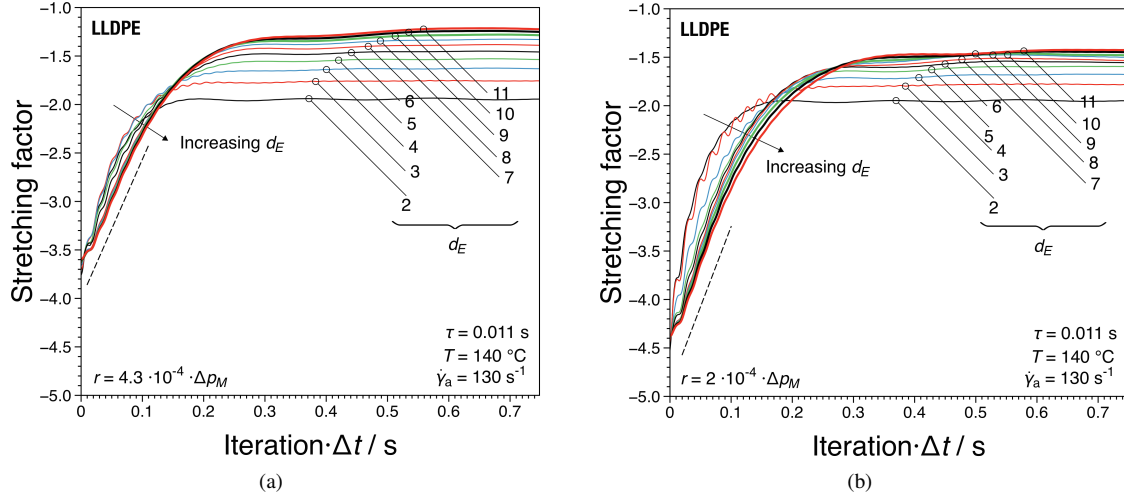 LLDPE
Stretching factor
−1.0
−1.5
−2.0
−2.5
−3.0
−3.5
−4.0
−4.5
−5.0
Increasing d_E
2
3
4
5
6
7
8
9
10
11
d_E
τ = 0.011 s
T = 140 °C
γ̇ₐ = 130 s⁻¹
r = 4.3 ·10⁻⁴ ·Δp_M
0 0.1 0.2 0.3 0.4 0.5 0.6 0.7
Iteration·Δt / s
(a)
LLDPE
Stretching factor
−1.0
−1.5
−2.0
−2.5
−3.0
−3.5
−4.0
−4.5
−5.0
Increasing d_E
2
3
4
5
6
7
8
9
10
11
d_E
τ = 0.011 s
T = 140 °C
γ̇ₐ = 130 s⁻¹
r = 2 ·10⁻⁴ ·Δp_M
0 0.1 0.2 0.3 0.4 0.5 0.6 0.7
Iteration·Δt / s
(b)